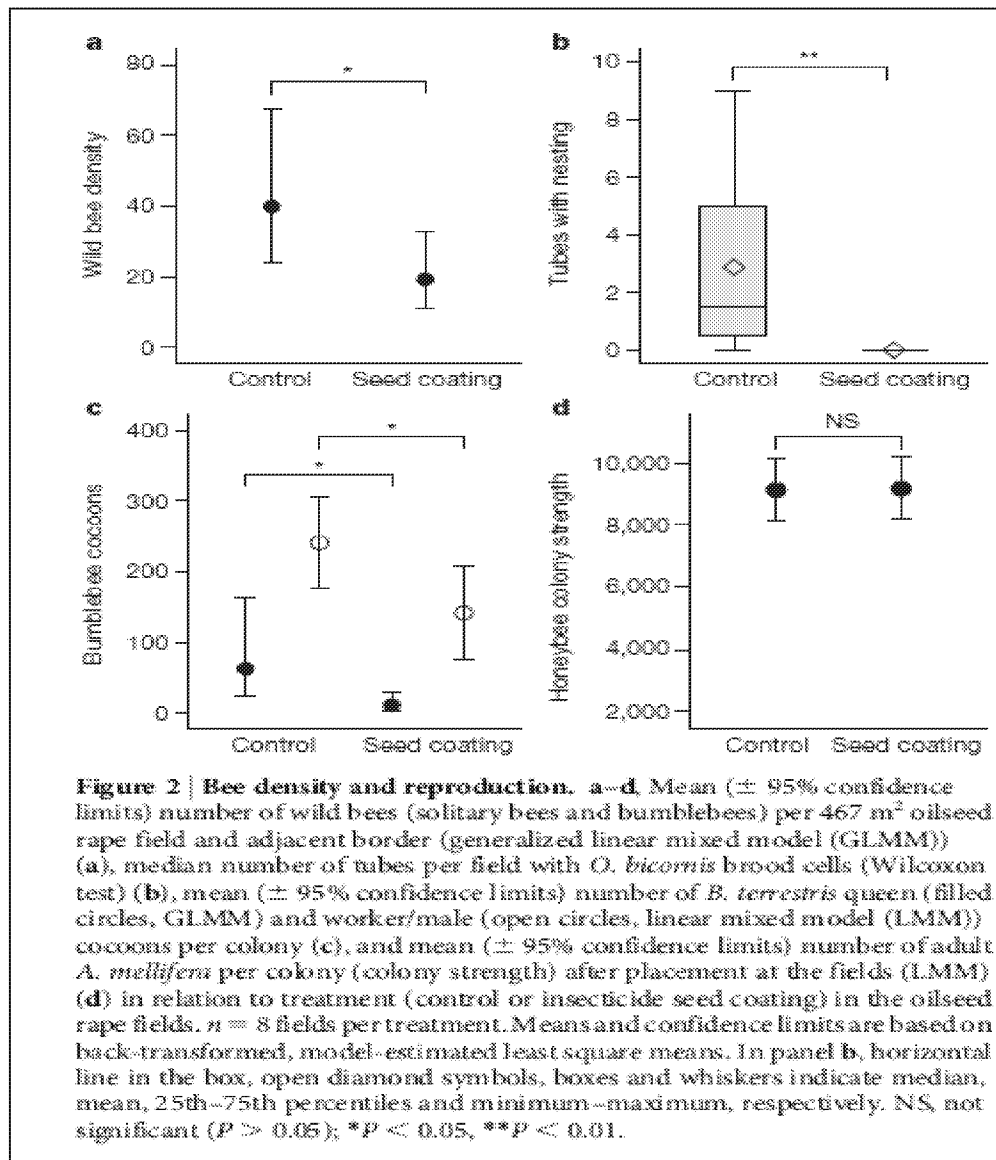 a
80
60
40
20
0
Wild bee density
*
Control Seed coating
b
10
8
6
4
2
0
Tubes with nesting
**
Control Seed coating
c
400
300
200
100
0
Bumblebee cocoons
*
*
Control Seed coating
d
10,000
8,000
6,000
4,000
2,000
Honeybee colony strength
NS
Control Seed coating
Figure 2 | Bee density and reproduction. a–d, Mean (± 95% confidence
limits) number of wild bees (solitary bees and bumblebees) per 467 m² oilseed
rape field and adjacent border (generalized linear mixed model (GLMM))
(a), median number of tubes per field with O. bicornis brood cells (Wilcoxon
test) (b), mean (± 95% confidence limits) number of B. terrestris queen (filled
circles, GLMM) and worker/male (open circles, linear mixed model (LMM))
cocoons per colony (c), and mean (± 95% confidence limits) number of adult
A. mellifera per colony (colony strength) after placement at the fields (LMM)
(d) in relation to treatment (control or insecticide seed coating) in the oilseed
rape fields. n = 8 fields per treatment. Means and confidence limits are based on
back-transformed, model-estimated least square means. In panel b, horizontal
line in the box, open diamond symbols, boxes and whiskers indicate median,
mean, 25th–75th percentiles and minimum–maximum, respectively. NS, not
significant (P > 0.05); *P < 0.05, **P < 0.01.